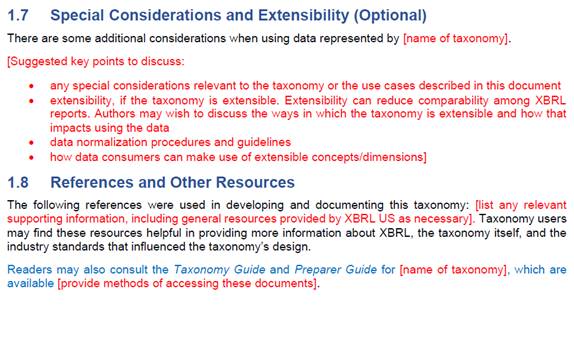 1.7 Special Considerations and Extensibility (Optional)
There are some additional considerations when using data represented by [name of taxonomy].
[Suggested key points to discuss:
• any special considerations relevant to the taxonomy or the use cases described in this document
• extensibility, if the taxonomy is extensible. Extensibility can reduce comparability among XBRL
reports. Authors may wish to discuss the ways in which the taxonomy is extensible and how that
impacts using the data
• data normalization procedures and guidelines
• how data consumers can make use of extensible concepts/dimensions]
1.8 References and Other Resources
The following references were used in developing and documenting this taxonomy: [list any relevant
supporting information, including general resources provided by XBRL US as necessary]. Taxonomy users
may find these resources helpful in providing more information about XBRL, the taxonomy itself, and the
industry standards that influenced the taxonomy's design.
Readers may also consult the Taxonomy Guide and Preparer Guide for [name of taxonomy], which are
available [provide methods of accessing these documents].